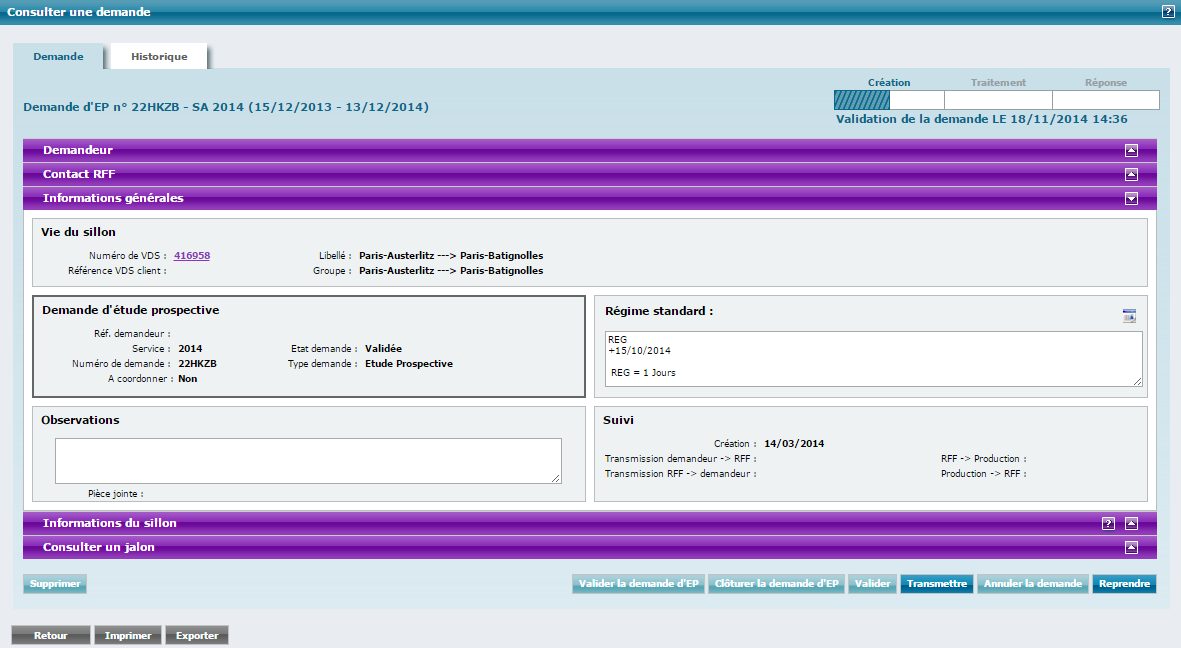 Consulter une demande ?
Demande Historique
Création Traitement Réponse
Demande d'EP n° 22HKZB - SA 2014 (15/12/2013 - 13/12/2014)
Validation de la demande LE 18/11/2014 14:36
Demandeur
Contact RFF
Informations générales
Vie du sillon
Numéro de VDS : 416958 Libellé : Paris-Austerlitz ---> Paris-Batignolles
Référence VDS client : Groupe : Paris-Austerlitz ---> Paris-Batignolles
Demande d'étude prospective
Réf. demandeur :
Service : 2014 Etat demande : Validée
Numéro de demande : 22HKZB Type demande : Etude Prospective
A coordonner : Non
Régime standard :
REG
+15/10/2014
REG = 1 Jours
Observations
Pièce jointe :
Suivi
Création : 14/03/2014
Transmission demandeur -> RFF : RFF -> Production :
Transmission RFF -> demandeur : Production -> RFF :
Informations du sillon ?
Consulter un jalon
Supprimer Valider la demande d'EP Clôturer la demande d'EP Valider Transmettre Annuler la demande Reprendre
Retour Imprimer Exporter